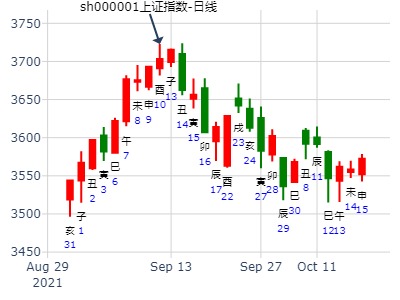 sh000001上证指数-日线
3750
3700
3650
3600
3550
3500
3450
亥
31
子
1
丑
2
寅
3
巳
6
午
7
未
8
申
9
酉
10
子
13
丑
14
寅
15
卯
16
辰
17
酉
22
戌
23
亥
24
寅
27
卯
28
辰
29
巳
30
丑
8
辰
11
巳
12
午
13
未
14
申
15
Aug 29
2021
Sep 13
Sep 27
Oct 11